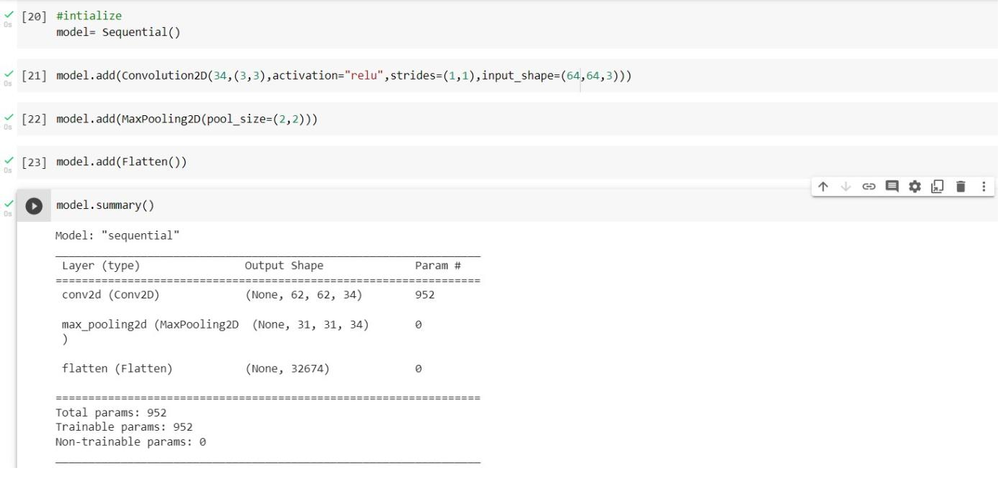 [20] #intialize
0s
model= Sequential()
[21] model.add(Convolution2D(34,(3,3),activation="relu",strides=(1,1),input_shape=(64,64,3)))
0s
[22] model.add(MaxPooling2D(pool_size=(2,2)))
0s
[23] model.add(Flatten())
0s
model.summary()
0s
Model: "sequential"
_________________________________________________________________
Layer (type) Output Shape Param #
=================================================================
conv2d (Conv2D) (None, 62, 62, 34) 952
max_pooling2d (MaxPooling2D (None, 31, 31, 34) 0
)
flatten (Flatten) (None, 32674) 0
=================================================================
Total params: 952
Trainable params: 952
Non-trainable params: 0
_________________________________________________________________